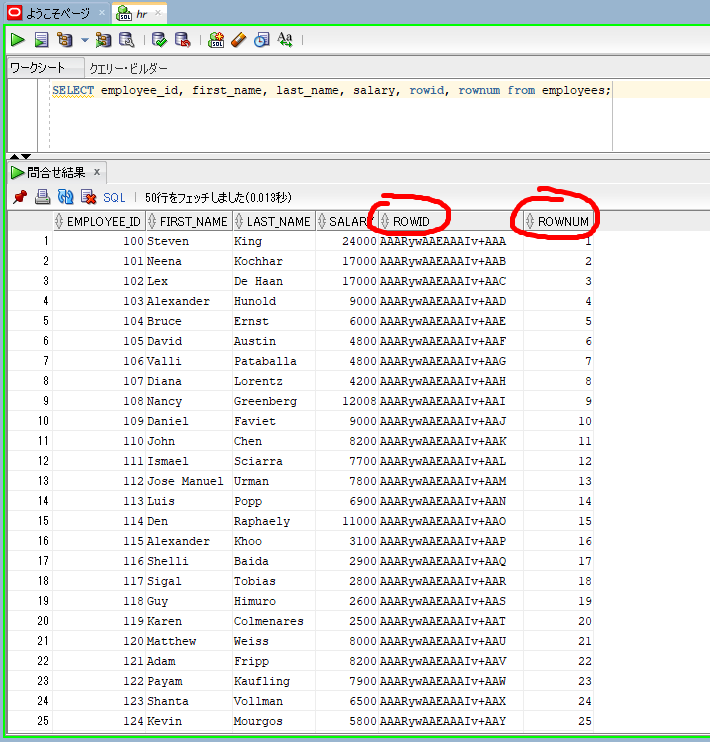 ようこそページ × hr ×
SQL Aa
ワークシート クエリー・ビルダー
SELECT employee_id, first_name, last_name, salary, rowid, rownum from employees;
問合せ結果 ×
SQL | 50行をフェッチしました(0.013秒)
EMPLOYEE_ID FIRST_NAME LAST_NAME SALARY ROWID ROWNUM
1 100 Steven King 24000 AAARywAAEAAAIv+AAA 1
2 101 Neena Kochhar 17000 AAARywAAEAAAIv+AAB 2
3 102 Lex De Haan 17000 AAARywAAEAAAIv+AAC 3
4 103 Alexander Hunold 9000 AAARywAAEAAAIv+AAD 4
5 104 Bruce Ernst 6000 AAARywAAEAAAIv+AAE 5
6 105 David Austin 4800 AAARywAAEAAAIv+AAF 6
7 106 Valli Pataballa 4800 AAARywAAEAAAIv+AAG 7
8 107 Diana Lorentz 4200 AAARywAAEAAAIv+AAH 8
9 108 Nancy Greenberg 12008 AAARywAAEAAAIv+AAI 9
10 109 Daniel Faviet 9000 AAARywAAEAAAIv+AAJ 10
11 110 John Chen 8200 AAARywAAEAAAIv+AAK 11
12 111 Ismael Sciarra 7700 AAARywAAEAAAIv+AAL 12
13 112 Jose Manuel Urman 7800 AAARywAAEAAAIv+AAM 13
14 113 Luis Popp 6900 AAARywAAEAAAIv+AAN 14
15 114 Den Raphaely 11000 AAARywAAEAAAIv+AAO 15
16 115 Alexander Khoo 3100 AAARywAAEAAAIv+AAP 16
17 116 Shelli Baida 2900 AAARywAAEAAAIv+AAQ 17
18 117 Sigal Tobias 2800 AAARywAAEAAAIv+AAR 18
19 118 Guy Himuro 2600 AAARywAAEAAAIv+AAS 19
20 119 Karen Colmenares 2500 AAARywAAEAAAIv+AAT 20
21 120 Matthew Weiss 8000 AAARywAAEAAAIv+AAU 21
22 121 Adam Fripp 8200 AAARywAAEAAAIv+AAV 22
23 122 Payam Kaufling 7900 AAARywAAEAAAIv+AAW 23
24 123 Shanta Vollman 6500 AAARywAAEAAAIv+AAX 24
25 124 Kevin Mourgos 5800 AAARywAAEAAAIv+AAY 25